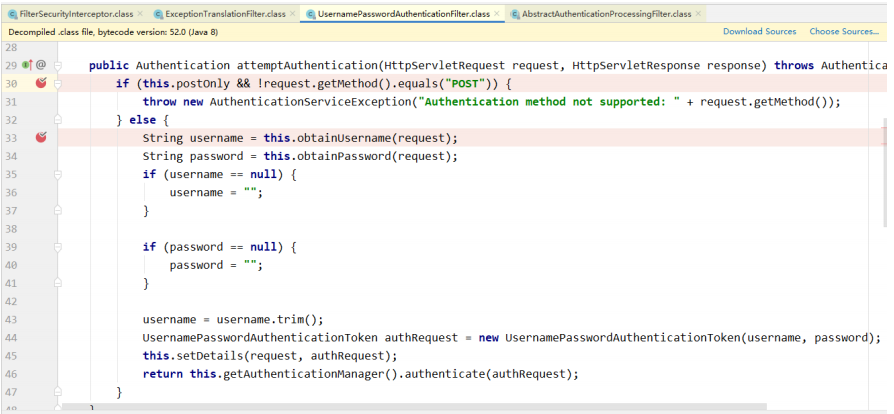 FilterSecurityInterceptor.class × ExceptionTranslationFilter.class × UsernamePasswordAuthenticationFilter.class × AbstractAuthenticationProcessingFilter.class ×
Decompiled .class file, bytecode version: 52.0 (Java 8) Download Sources Choose Sources...
28
29 @ public Authentication attemptAuthentication(HttpServletRequest request, HttpServletResponse response) throws Authentica
30 if (this.postOnly && !request.getMethod().equals("POST")) {
31 throw new AuthenticationServiceException("Authentication method not supported: " + request.getMethod());
32 } else {
33 String username = this.obtainUsername(request);
34 String password = this.obtainPassword(request);
35 if (username == null) {
36 username = "";
37 }
38
39 if (password == null) {
40 password = "";
41 }
42
43 username = username.trim();
44 UsernamePasswordAuthenticationToken authRequest = new UsernamePasswordAuthenticationToken(username, password);
45 this.setDetails(request, authRequest);
46 return this.getAuthenticationManager().authenticate(authRequest);
47 }
48 }